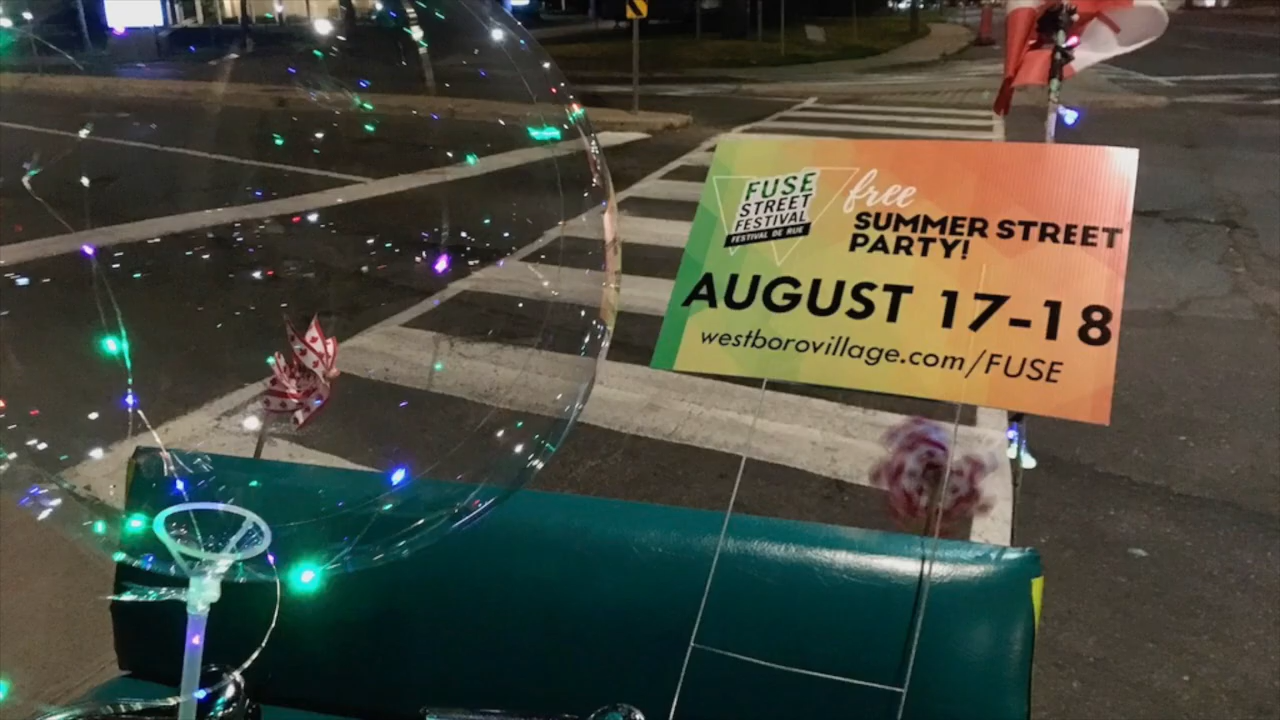 FUSE
STREET
FESTIVAL
FESTIVAL DE RUE
free
SUMMER STREET
PARTY!
AUGUST 17-18
westborovillage.com/FUSE